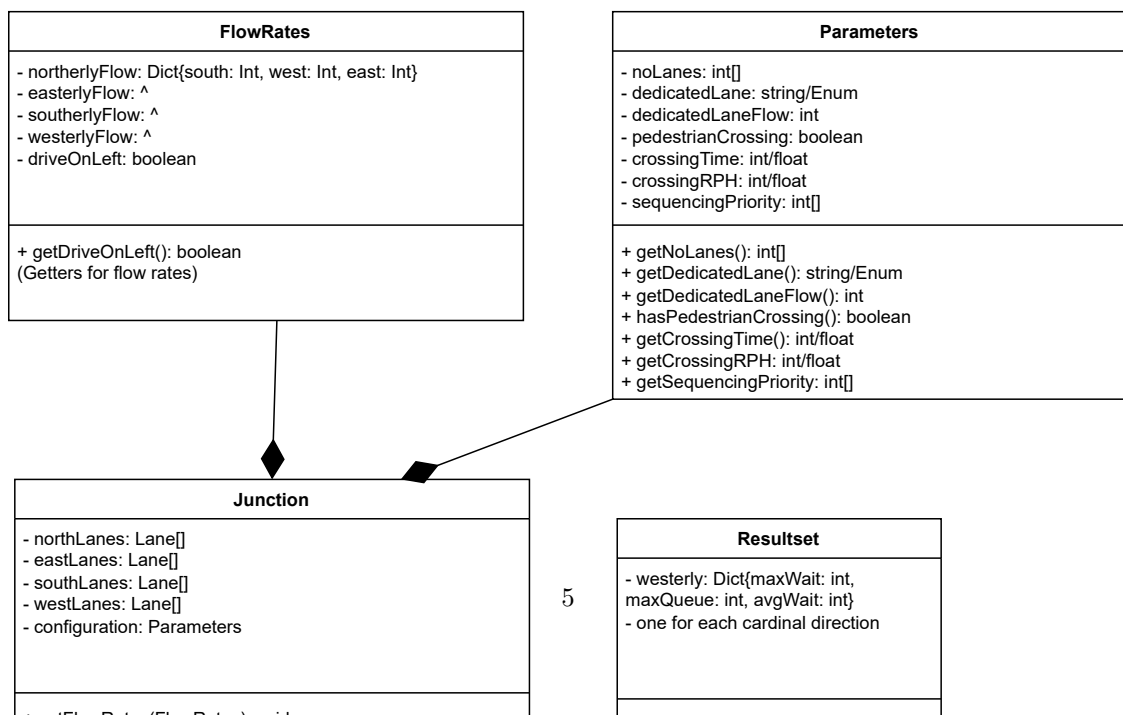 FlowRates
- northerlyFlow: Dict{south: Int, west: Int, east: Int}
- easterlyFlow: ^
- southerlyFlow: ^
- westerlyFlow: ^
- driveOnLeft: boolean
+ getDriveOnLeft(): boolean
(Getters for flow rates)
Parameters
- noLanes: int[]
- dedicatedLane: string/Enum
- dedicatedLaneFlow: int
- pedestrianCrossing: boolean
- crossingTime: int/float
- crossingRPH: int/float
- sequencingPriority: int[]
+ getNoLanes(): int[]
+ getDedicatedLane(): string/Enum
+ getDedicatedLaneFlow(): int
+ hasPedestrianCrossing(): boolean
+ getCrossingTime(): int/float
+ getCrossingRPH: int/float
+ getSequencingPriority: int[]
Junction
- northLanes: Lane[]
- eastLanes: Lane[]
- southLanes: Lane[]
- westLanes: Lane[]
- configuration: Parameters
5
Resultset
- westerly: Dict{maxWait: int,
maxQueue: int, avgWait: int}
- one for each cardinal direction